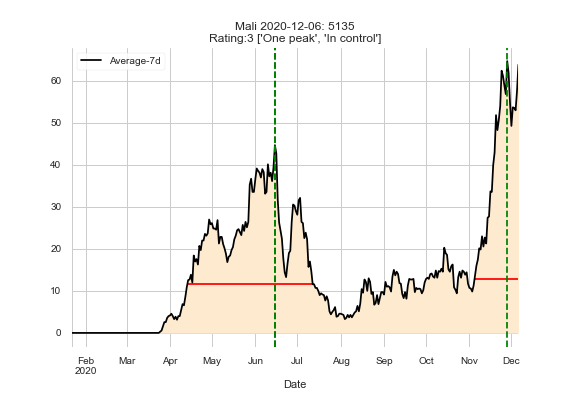 Mali 2020-12-06: 5135
Rating:3 ['One peak', 'In control']
Average-7d
60
50
40
30
20
10
0
Feb Mar Apr May Jun Jul Aug Sep Oct Nov Dec
2020
Date